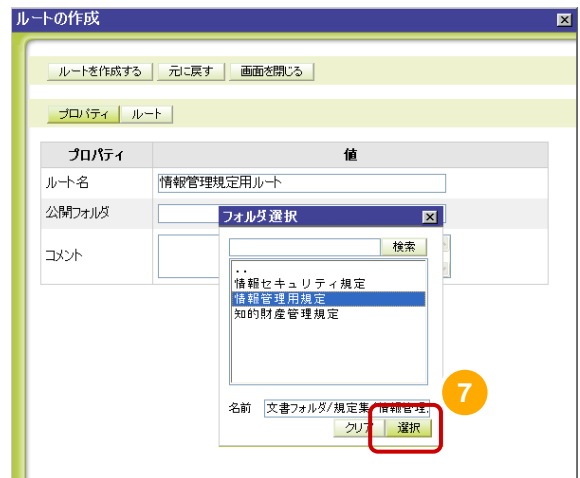 ルートの作成
ルートを作成する 元に戻す 画面を閉じる
プロパティ ルート
プロパティ 値
ルート名 情報管理規定用ルート
公開フォルダ
コメント
フォルダ選択
検索
..
情報セキュリティ規定
情報管理用規定
知的財産管理規定
名前 文書フォルダ/規定集/情報管理
クリア 選択
7